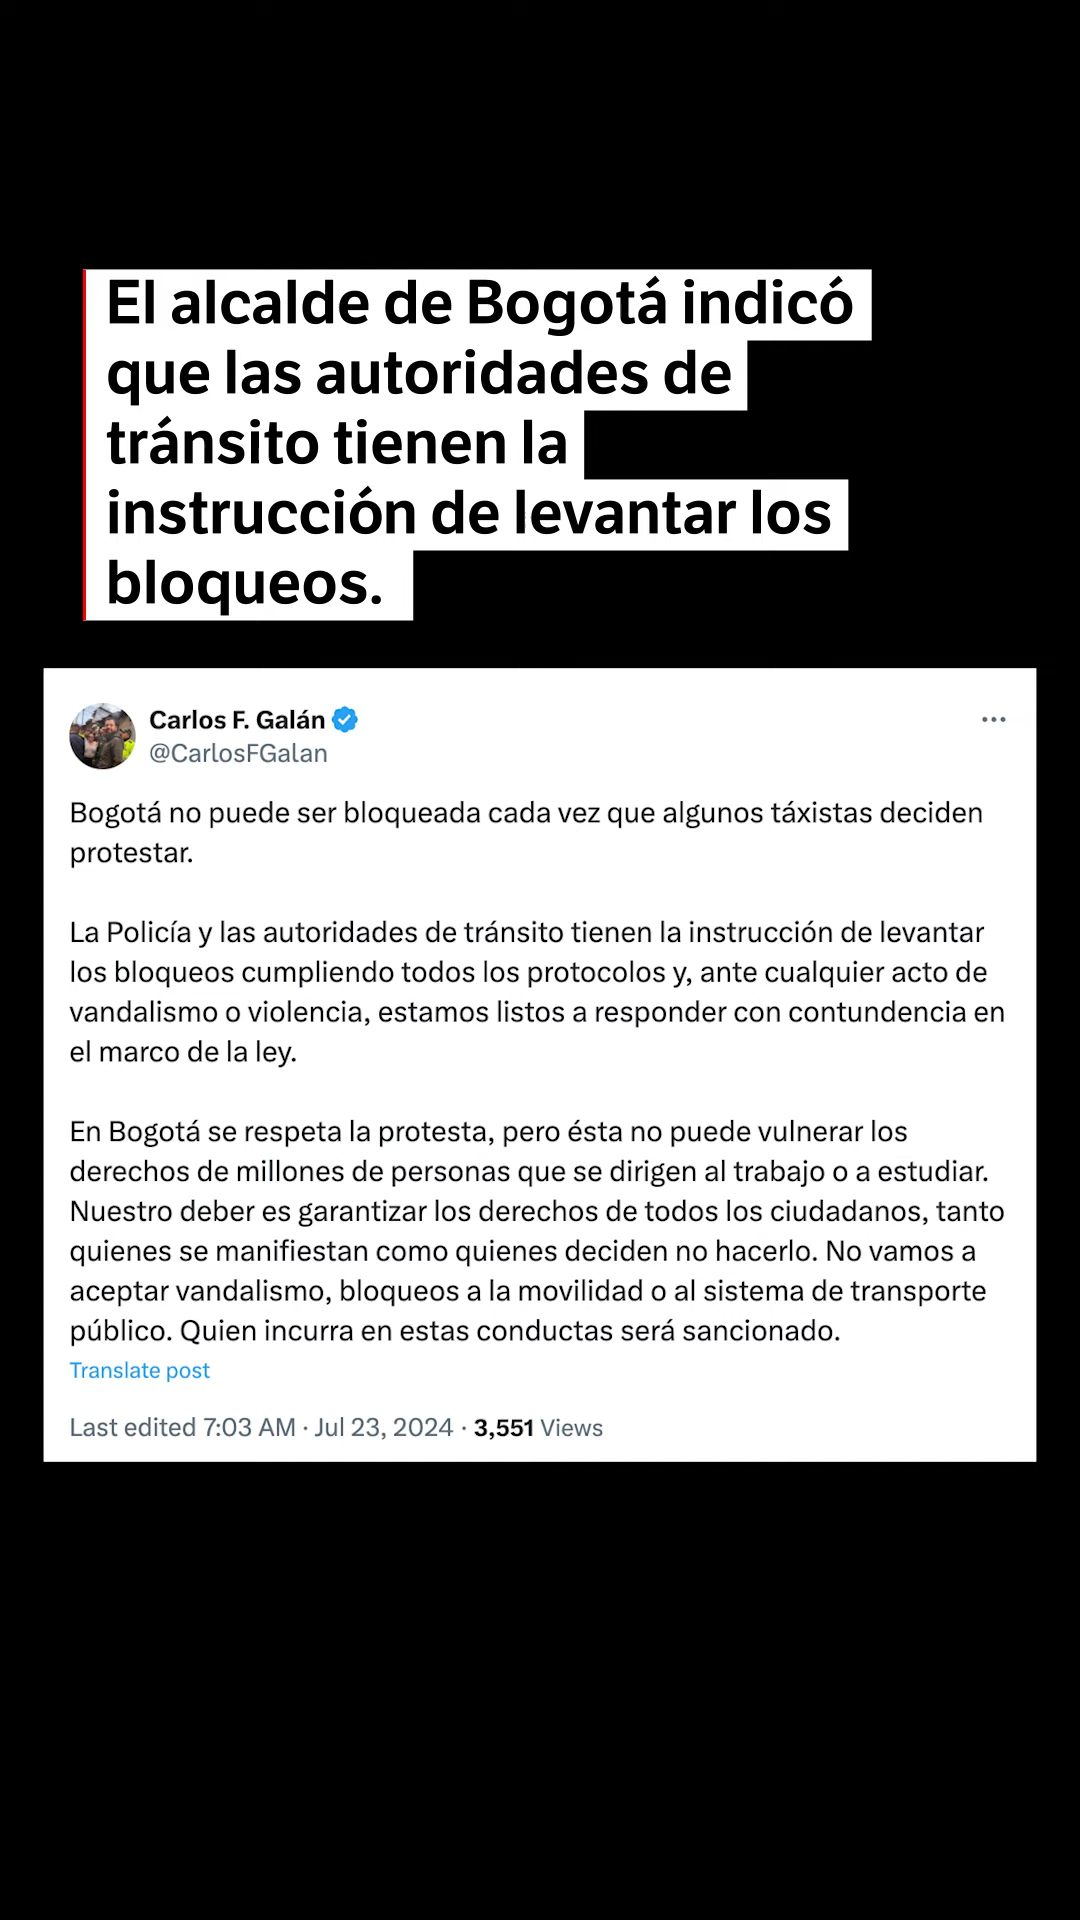 El alcalde de Bogotá indicó
que las autoridades de
tránsito tienen la
instrucción de levantar los
bloqueos.
Carlos F. Galán
@CarlosFGalan
Bogotá no puede ser bloqueada cada vez que algunos táxistas deciden
protestar.
La Policía y las autoridades de tránsito tienen la instrucción de levantar
los bloqueos cumpliendo todos los protocolos y, ante cualquier acto de
vandalismo o violencia, estamos listos a responder con contundencia en
el marco de la ley.
En Bogotá se respeta la protesta, pero ésta no puede vulnerar los
derechos de millones de personas que se dirigen al trabajo o a estudiar.
Nuestro deber es garantizar los derechos de todos los ciudadanos, tanto
quienes se manifiestan como quienes deciden no hacerlo. No vamos a
aceptar vandalismo, bloqueos a la movilidad o al sistema de transporte
público. Quien incurra en estas conductas será sancionado.
Translate post
Last edited 7:03 AM · Jul 23, 2024 · 3,551 Views